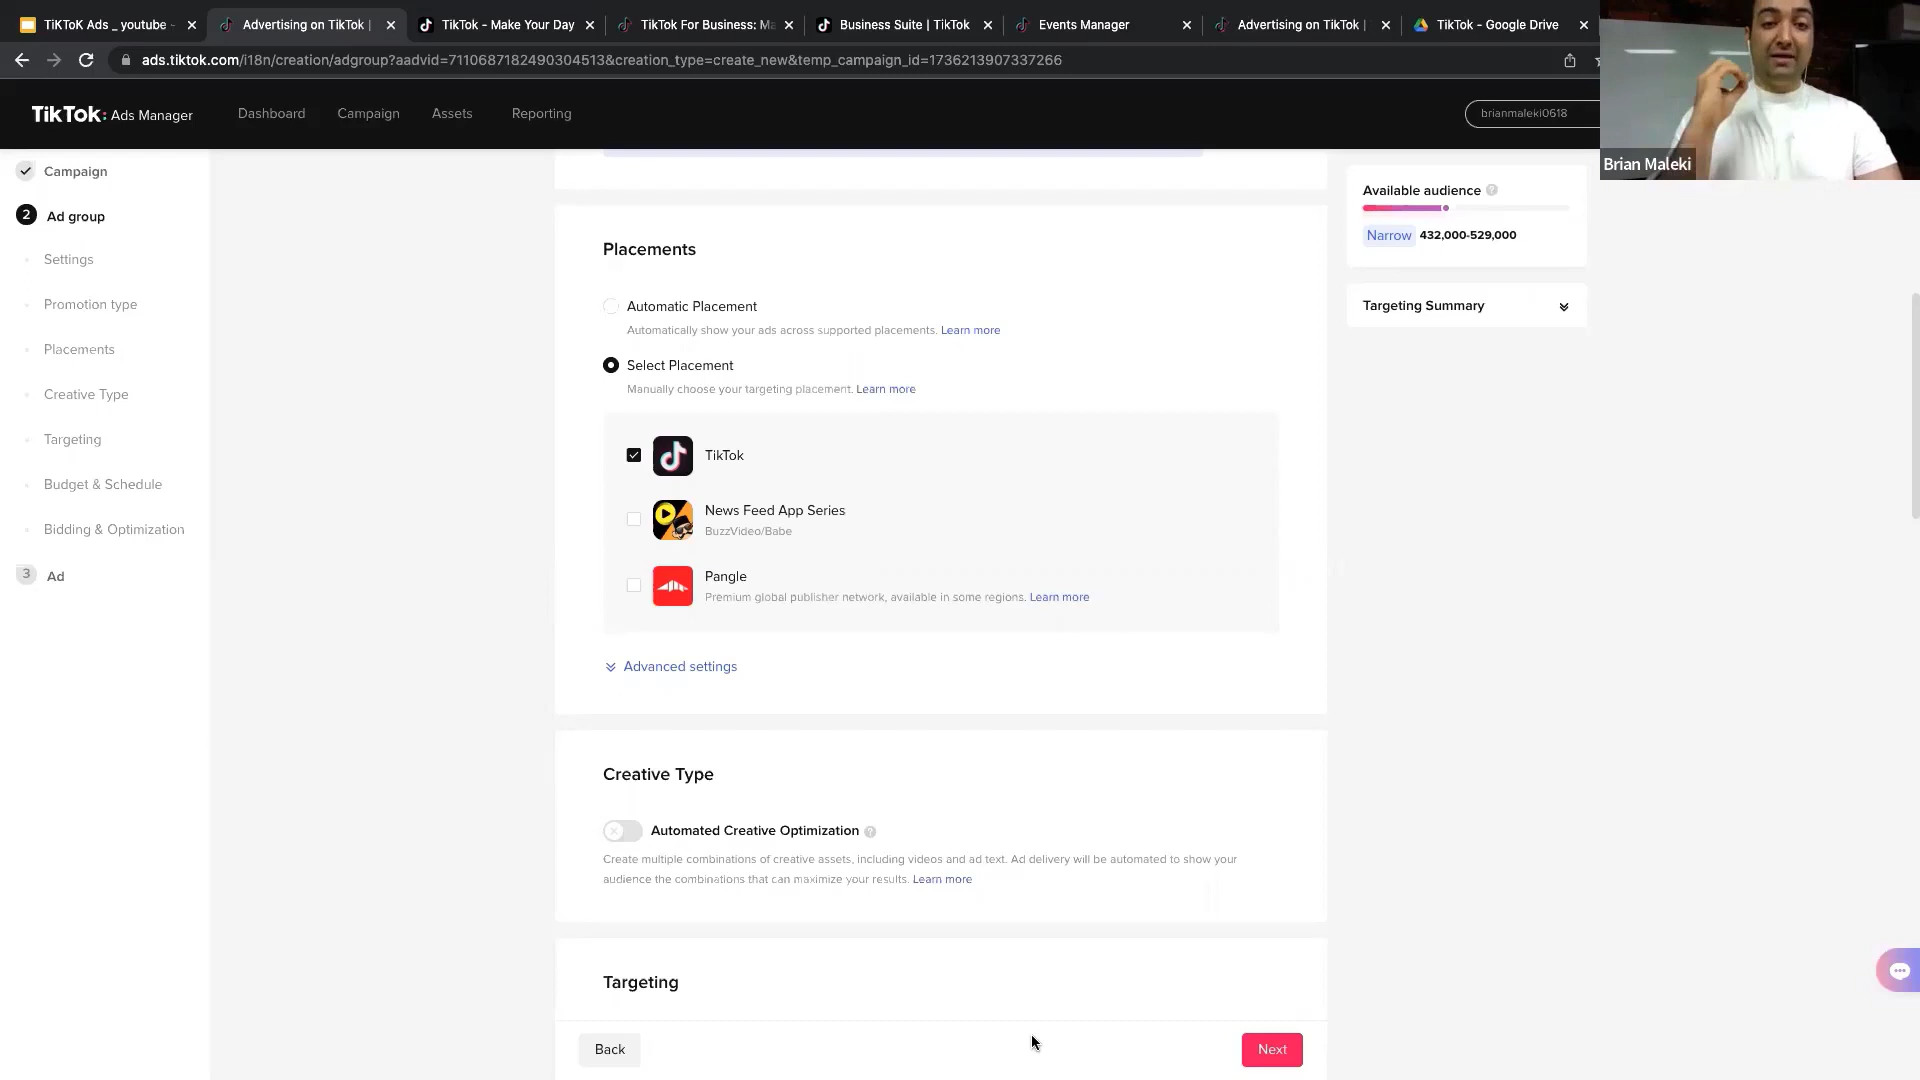 TiKToK Ads _ youtube -
Advertising on TikTok |
TikTok - Make Your Day
TikTok For Business: Ma
Business Suite | TikTok
Events Manager
Advertising on TikTok |
TikTok - Google Drive
ads.tiktok.com/i18n/creation/adgroup?aadvid=7110687182490304513&creation_type=create_new&temp_campaign_id=1736213907337266
TikTok: Ads Manager
Dashboard
Campaign
Assets
Reporting
brianmaleki0618
Brian Maleki
Campaign
2 Ad group
Settings
Promotion type
Placements
Creative Type
Targeting
Budget & Schedule
Bidding & Optimization
3 Ad
Placements
Automatic Placement
Automatically show your ads across supported placements. Learn more
Select Placement
Manually choose your targeting placement. Learn more
TikTok
News Feed App Series
BuzzVideo/Babe
Pangle
Premium global publisher network, available in some regions. Learn more
Advanced settings
Creative Type
Automated Creative Optimization ?
Create multiple combinations of creative assets, including videos and ad text. Ad delivery will be automated to show your
audience the combinations that can maximize your results. Learn more
Targeting
Back
Next
Available audience ?
Narrow 432,000-529,000
Targeting Summary